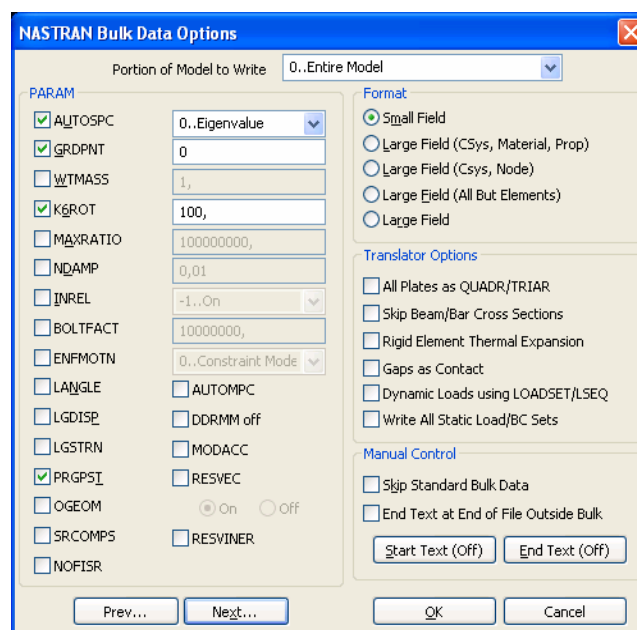 NASTRAN Bulk Data Options
Portion of Model to Write 0..Entire Model
PARAM
AUTOSPC 0..Eigenvalue
GRDPNT 0
WTMASS 1,
K6ROT 100,
MAXRATIO 100000000,
NDAMP 0,01
INREL -1..On
BOLTFACT 10000000,
ENFMOTN 0..Constraint Mode
LANGLE AUTOMPC
LGDISP DDRMM off
LGSTRN MODACC
PRGPST RESVEC
OGEOM On Off
SRCOMPS RESVINER
NOFISR
Format
Small Field
Large Field (CSys, Material, Prop)
Large Field (Csys, Node)
Large Field (All But Elements)
Large Field
Translator Options
All Plates as QUADR/TRIAR
Skip Beam/Bar Cross Sections
Rigid Element Thermal Expansion
Gaps as Contact
Dynamic Loads using LOADSET/LSEQ
Write All Static Load/BC Sets
Manual Control
Skip Standard Bulk Data
End Text at End of File Outside Bulk
Start Text (Off) End Text (Off)
Prev... Next... OK Cancel